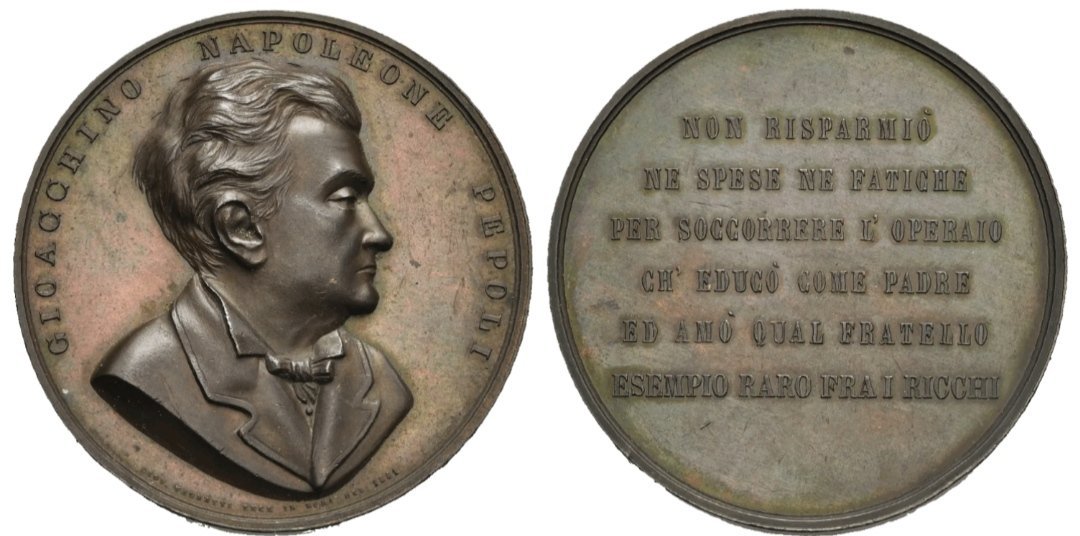 GIOACCHINO NAPOLEONE PEPOLI
NON RISPARMIÒ
NE SPESE NE FATICHE
PER SOCCORRERE L' OPERAIO
CH' EDUCÒ COME PADRE
ED AMÒ QUAL FRATELLO
ESEMPIO RARO FRA I RICCHI